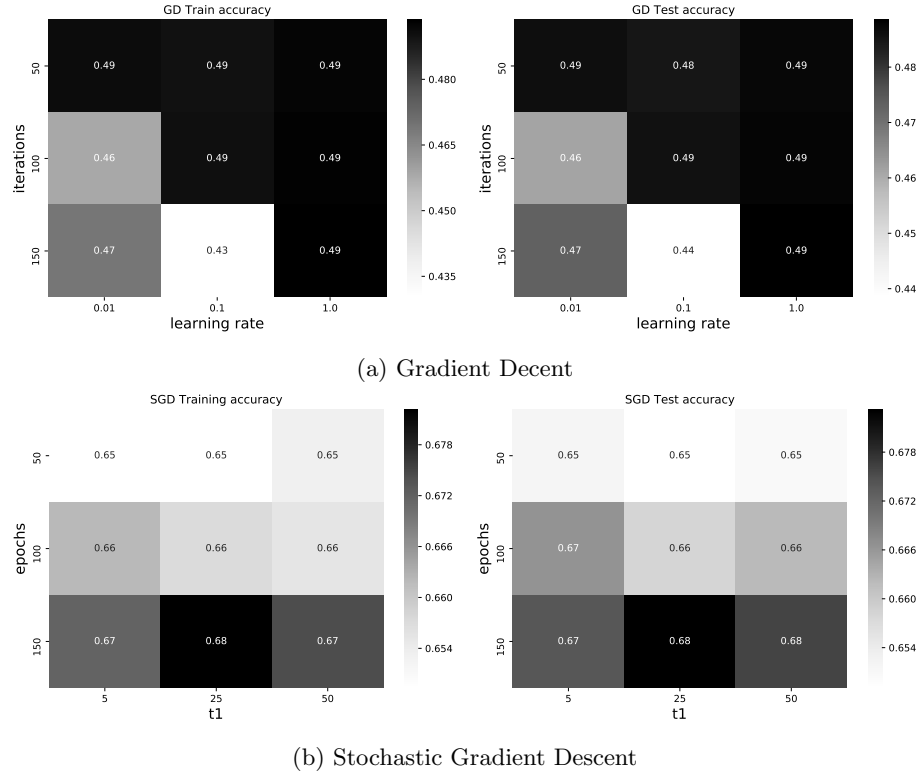 GD Train accuracy
50 0.49 0.49 0.49 0.480
iterations 100 0.46 0.49 0.49 0.465
0.450
150 0.47 0.43 0.49 0.435
0.01 0.1 1.0
learning rate
GD Test accuracy
50 0.49 0.48 0.49 0.48
0.47
iterations 100 0.46 0.49 0.49 0.46
0.45
150 0.49 0.44 0.49 0.44
0.01 0.1 1.0
learning rate
(a) Gradient Decent
SGD Training accuracy
50 0.65 0.65 0.65 0.678
0.672
epochs 100 0.66 0.66 0.66 0.666
0.660
150 0.67 0.68 0.67 0.654
5 25 50
t1
SGD Test accuracy
50 0.65 0.65 0.65 0.678
0.672
epochs 100 0.67 0.66 0.66 0.666
0.660
150 0.67 0.68 0.68 0.654
5 25 50
t1
(b) Stochastic Gradient Descent